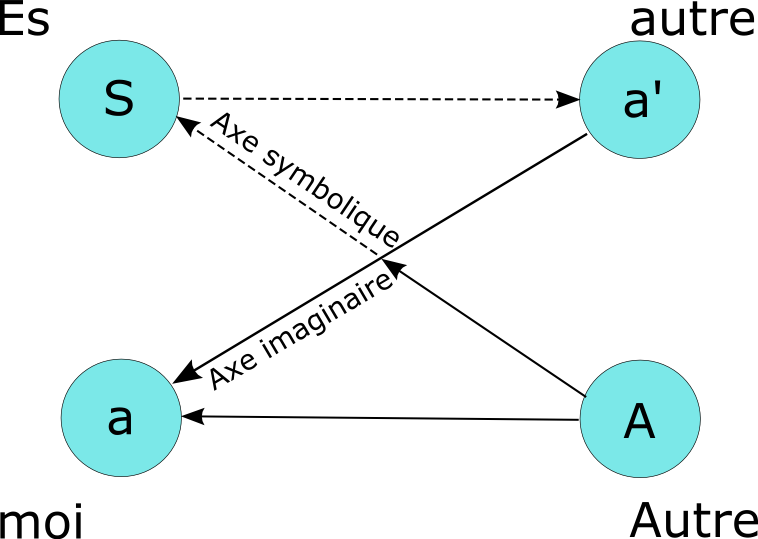 Es
autre
S
a'
Axe symbolique
Axe imaginaire
a
A
moi
Autre